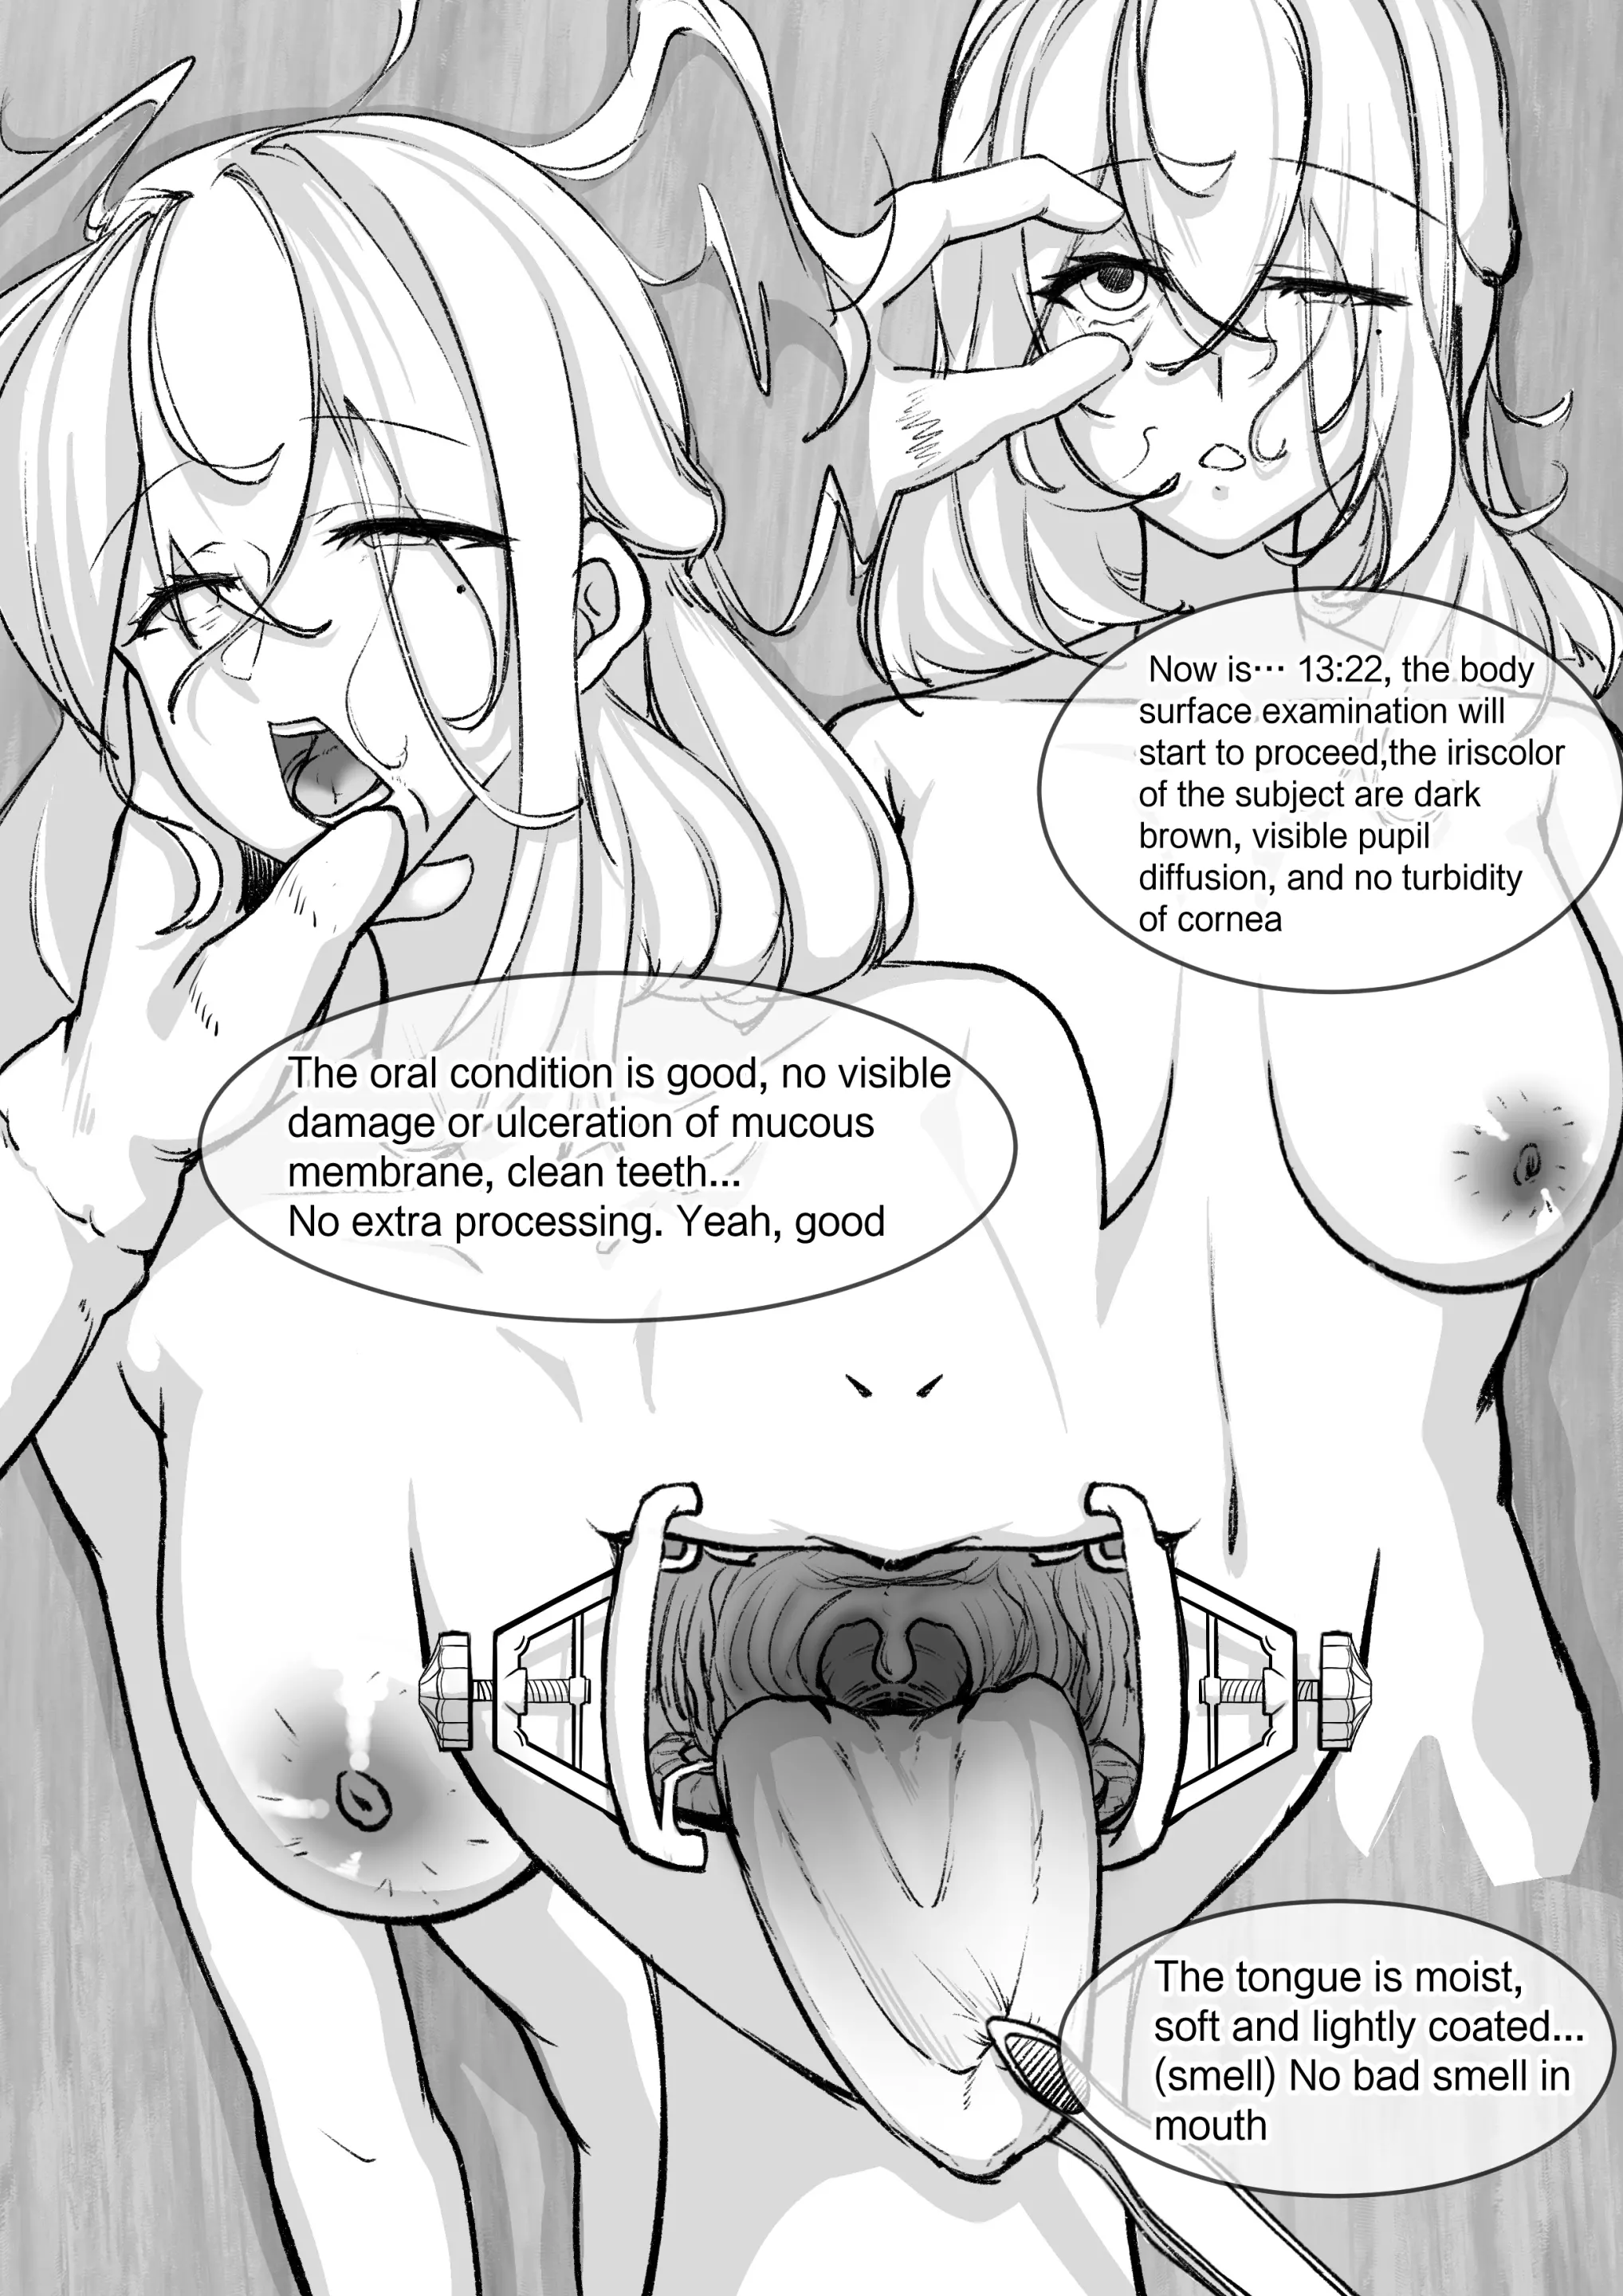 Now is… 13:22, the body
surface examination will
start to proceed,the iriscolor
of the subject are dark
brown, visible pupil
diffusion, and no turbidity
of cornea
The oral condition is good, no visible
damage or ulceration of mucous
membrane, clean teeth...
No extra processing. Yeah, good
The tongue is moist,
soft and lightly coated...
(smell) No bad smell in
mouth